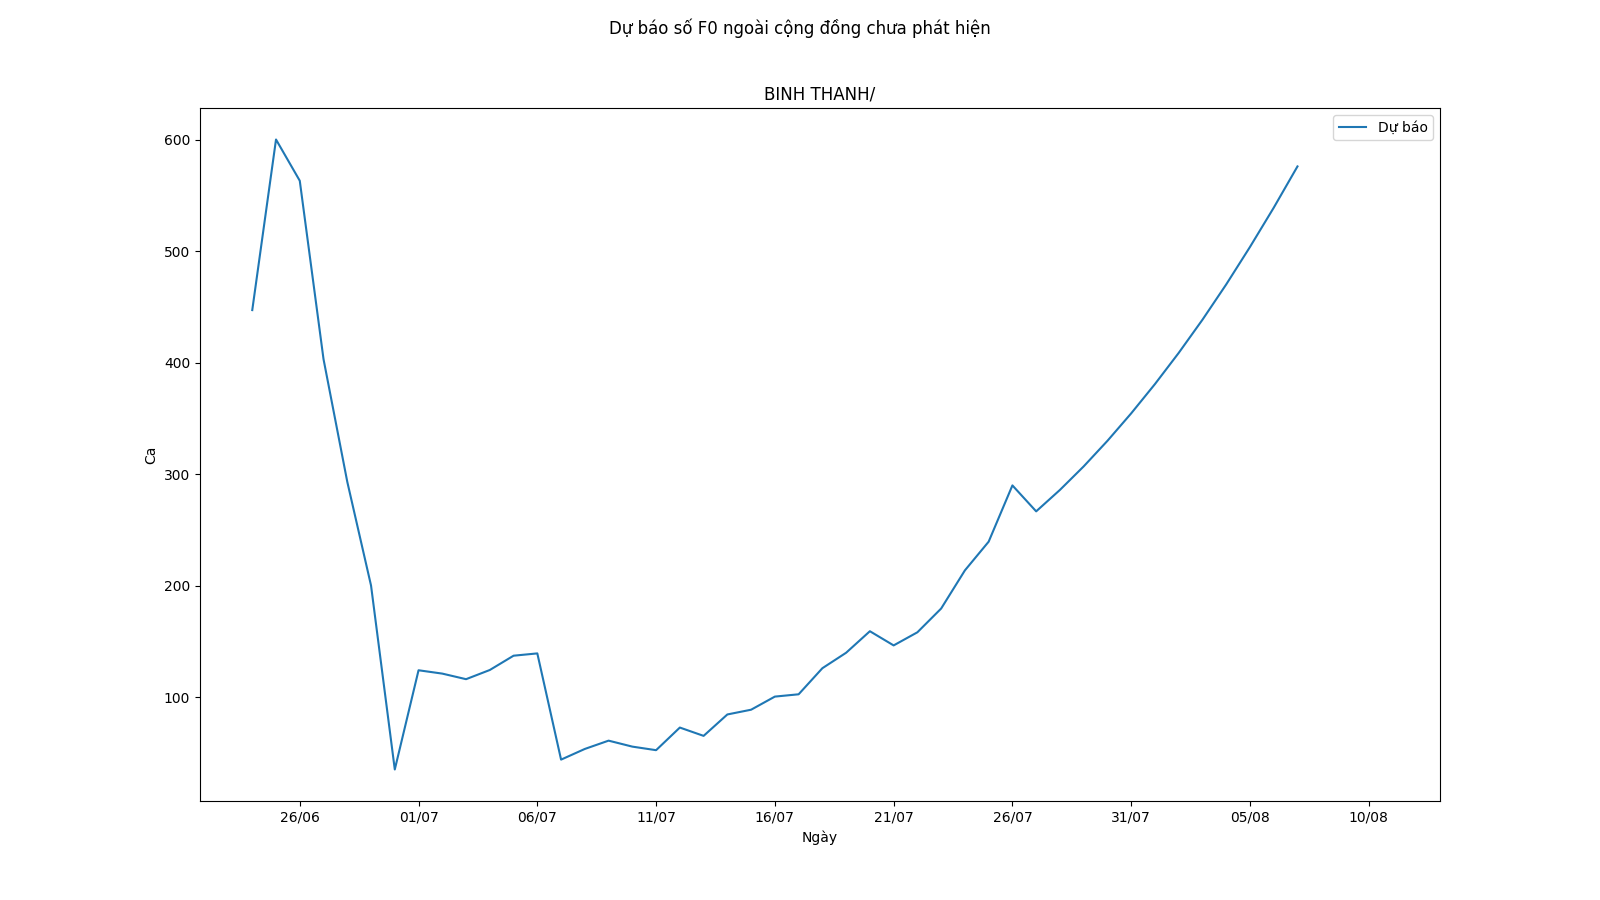 Dự báo số F0 ngoài cộng đồng chưa phát hiện
BINH THANH/
Dự báo
600
500
400
300
200
100
Ca
26/06 01/07 06/07 11/07 16/07 21/07 26/07 31/07 05/08 10/08
Ngày